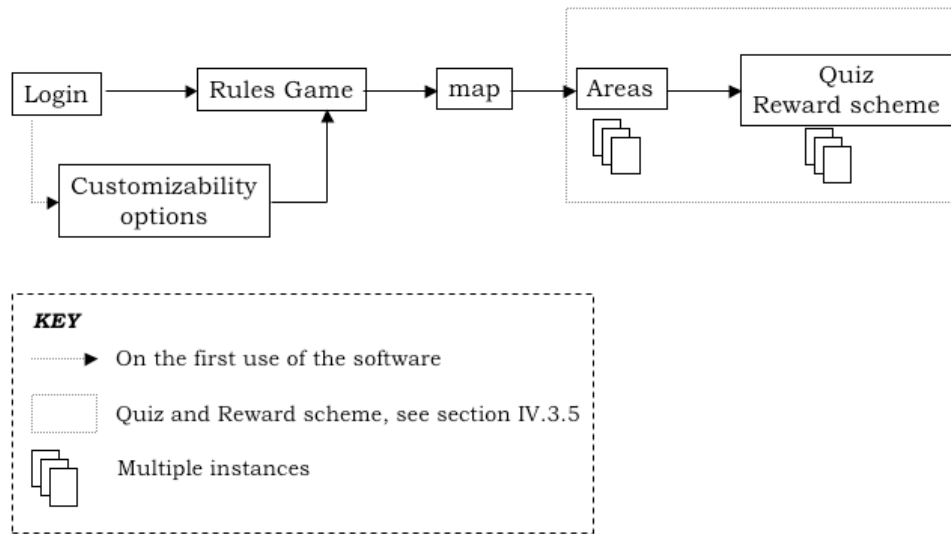 Login
Rules Game
map
Areas
Quiz
Reward scheme
Customizability
options
KEY
On the first use of the software
Quiz and Reward scheme, see section IV.3.5
Multiple instances